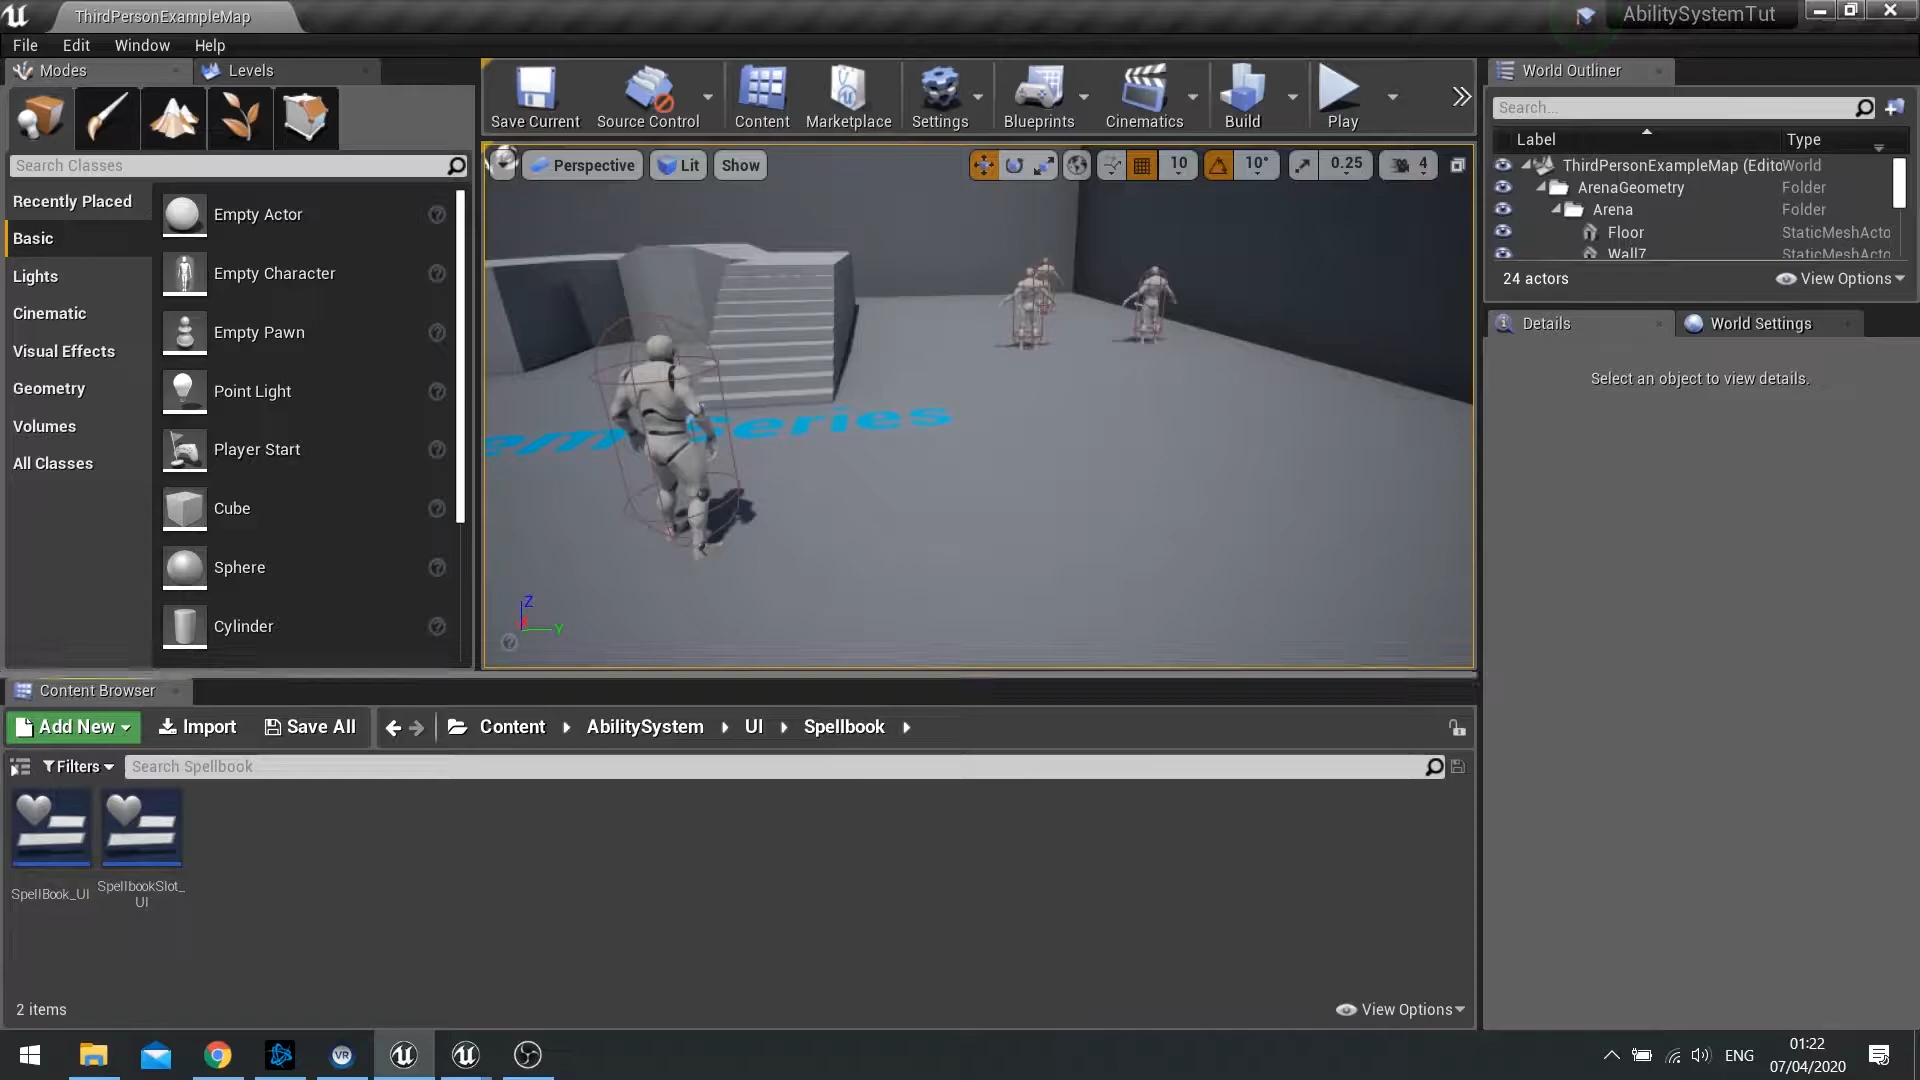 ThirdPersonExampleMap
AbilitySystemTut
File Edit Window Help
Modes
Levels
Search Classes
Recently Placed
Basic
Lights
Cinematic
Visual Effects
Geometry
Volumes
All Classes
Empty Actor
Empty Character
Empty Pawn
Point Light
Player Start
Cube
Sphere
Cylinder
Save Current
Source Control
Content
Marketplace
Settings
Blueprints
Cinematics
Build
Play
Perspective
Lit
Show
10
10°
0.25
4
em series
Z
X
Y
World Outliner
Search...
Label Type
ThirdPersonExampleMap (Edito World
ArenaGeometry Folder
Arena Folder
Floor StaticMeshActo
Wall7 StaticMeshActo
24 actors
View Options
Details
World Settings
Select an object to view details.
Content Browser
Add New
Import
Save All
Content
AbilitySystem
UI
Spellbook
Filters
Search Spellbook
SpellBook_UI
SpellbookSlot_
UI
2 items
View Options
VR
ENG
01:22
07/04/2020